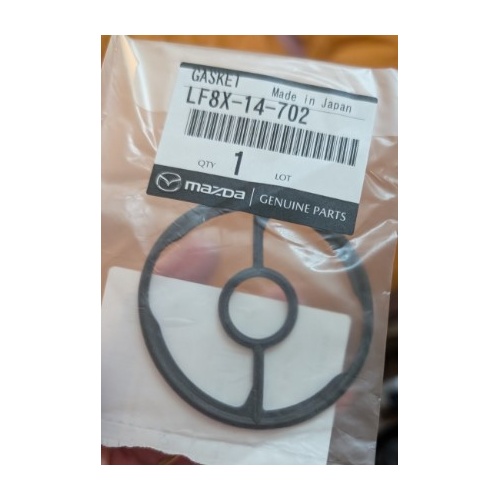 GASKET
Made in Japan
LF8X-14-702
QTY 1 LOT
mazda GENUINE PARTS